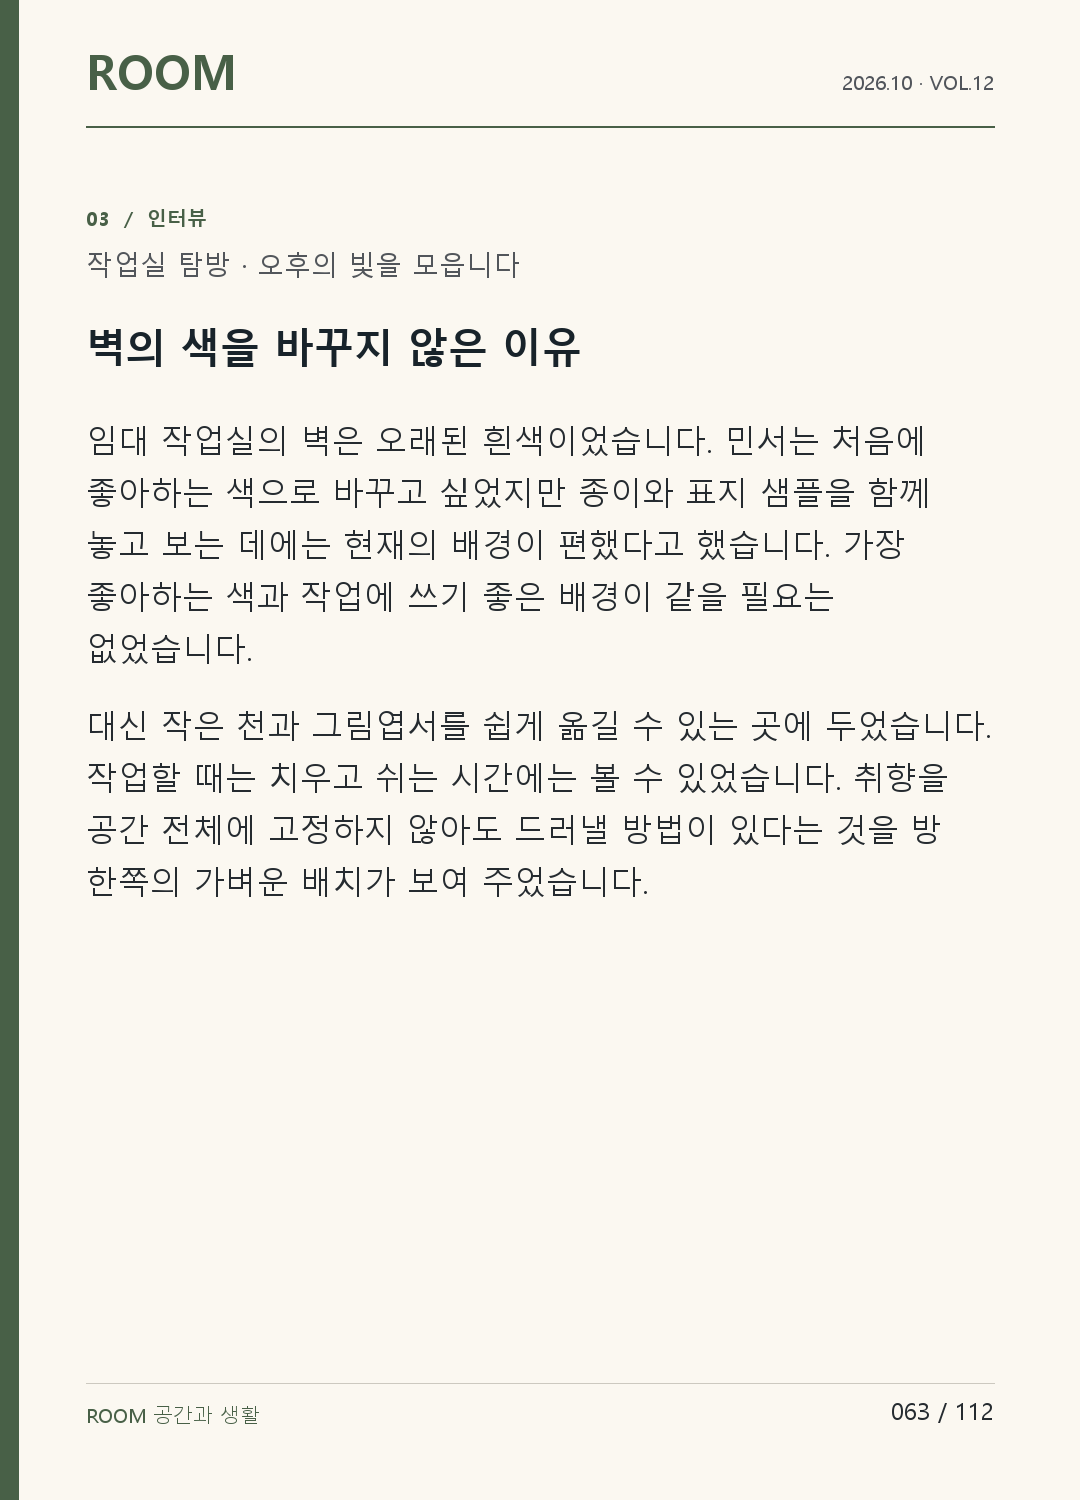 ROOM
2026.10 · VOL.12
03 / 인터뷰
작업실 탐방 · 오후의 빛을 모읍니다
벽의 색을 바꾸지 않은 이유
임대 작업실의 벽은 오래된 흰색이었습니다. 민서는 처음에
좋아하는 색으로 바꾸고 싶었지만 종이와 표지 샘플을 함께
놓고 보는 데에는 현재의 배경이 편했다고 했습니다. 가장
좋아하는 색과 작업에 쓰기 좋은 배경이 같을 필요는
없었습니다.
대신 작은 천과 그림엽서를 쉽게 옮길 수 있는 곳에 두었습니다.
작업할 때는 치우고 쉬는 시간에는 볼 수 있었습니다. 취향을
공간 전체에 고정하지 않아도 드러낼 방법이 있다는 것을 방
한쪽의 가벼운 배치가 보여 주었습니다.
ROOM 공간과 생활
063 / 112